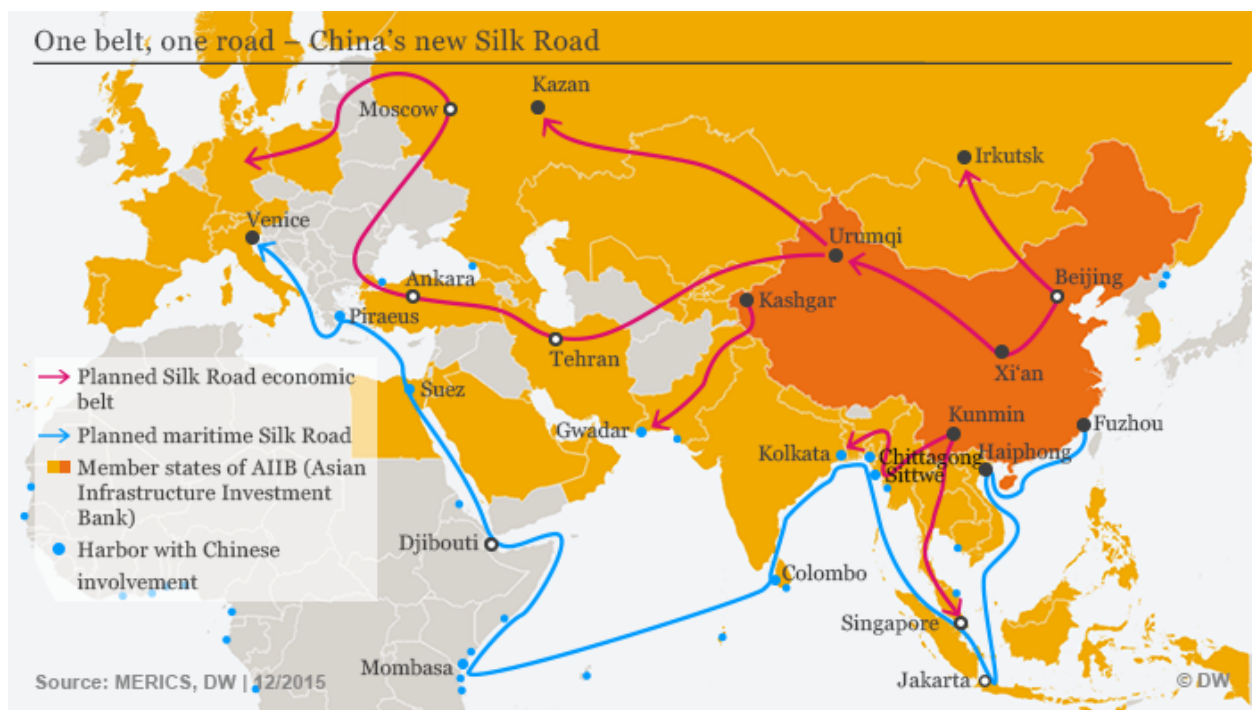 One belt, one road – China's new Silk Road
Kazan
Moscow
Irkutsk
Venice
Urumqi
Ankara
Beijing
Kashgar
Piraeus
Tehran
Xi'an
Planned Silk Road economic
belt
Suez
Kunmin
Fuzhou
Gwadar
Planned maritime Silk Road
Kolkata
Chittagong
Haiphong
Sittwe
Member states of AIIB (Asian
Infrastructure Investment
Bank)
Djibouti
Harbor with Chinese
involvement
Colombo
Singapore
Mombasa
Jakarta
Source: MERICS, DW | 12/2015
© DW